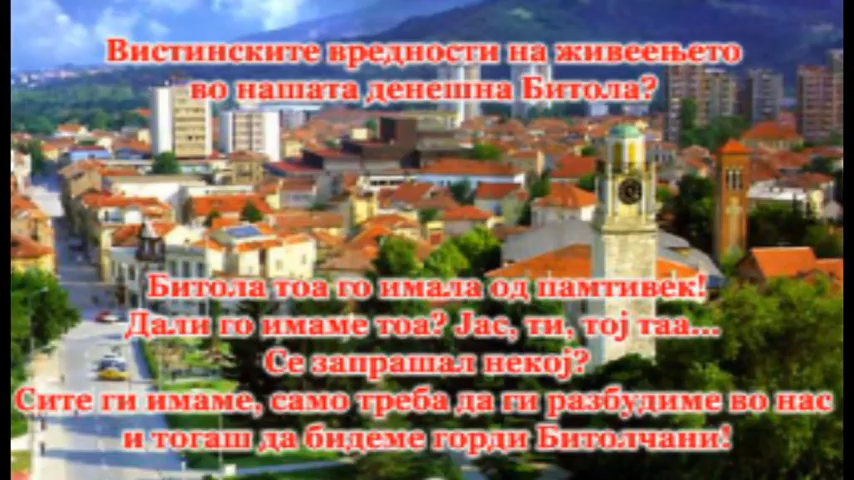 Вистинските вредности на живеењето
во нашата денешна Битола?
Битола тоа го имала од памтивек!
Дали го имаме тоа? Јас, ти, тој таа...
Се запрашал некој?
Сите ги имаме, само треба да ги разбудиме во нас
и тогаш да бидеме горди Битолчани!